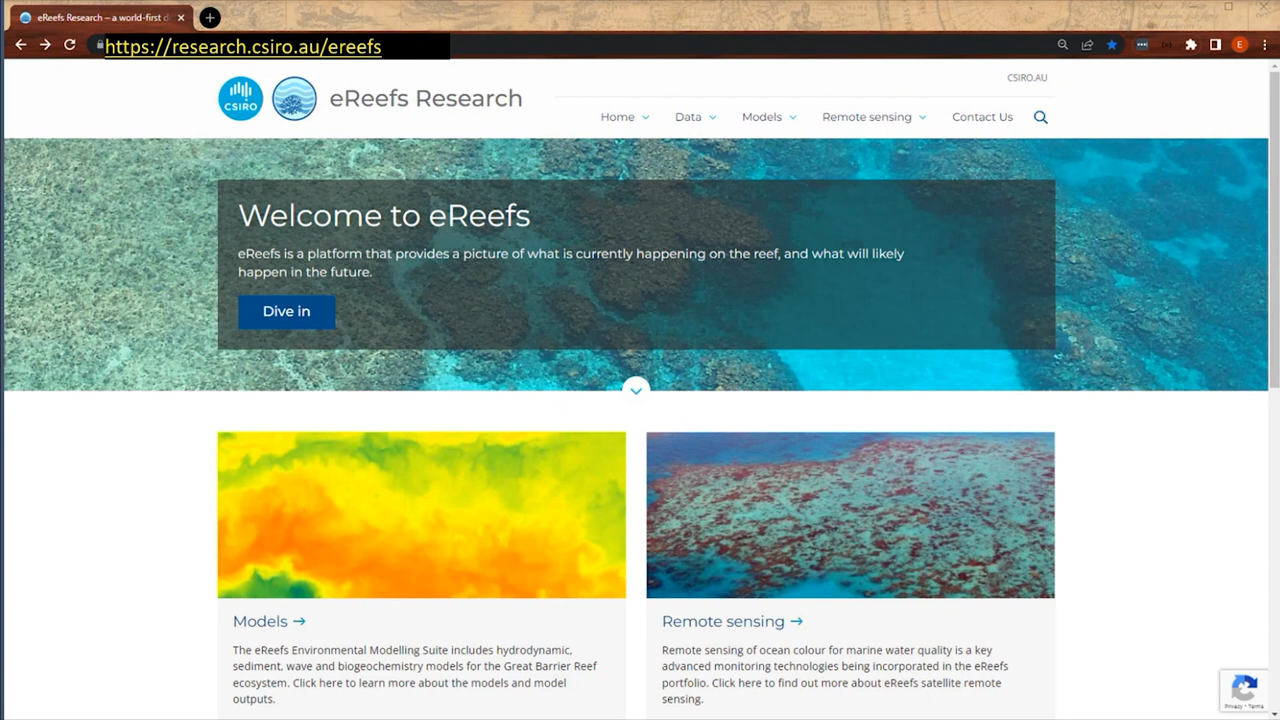 eReefs Research – a world-first d
https://research.csiro.au/ereefs
E
CSIRO
eReefs Research
CSIRO.AU
Home
Data
Models
Remote sensing
Contact Us
Welcome to eReefs
eReefs is a platform that provides a picture of what is currently happening on the reef, and what will likely
happen in the future.
Dive in
Models →
The eReefs Environmental Modelling Suite includes hydrodynamic,
sediment, wave and biogeochemistry models for the Great Barrier Reef
ecosystem. Click here to learn more about the models and model
outputs.
Remote sensing →
Remote sensing of ocean colour for marine water quality is a key
advanced monitoring technologies being incorporated in the eReefs
portfolio. Click here to find out more about eReefs satellite remote
sensing.
Privacy - Terms